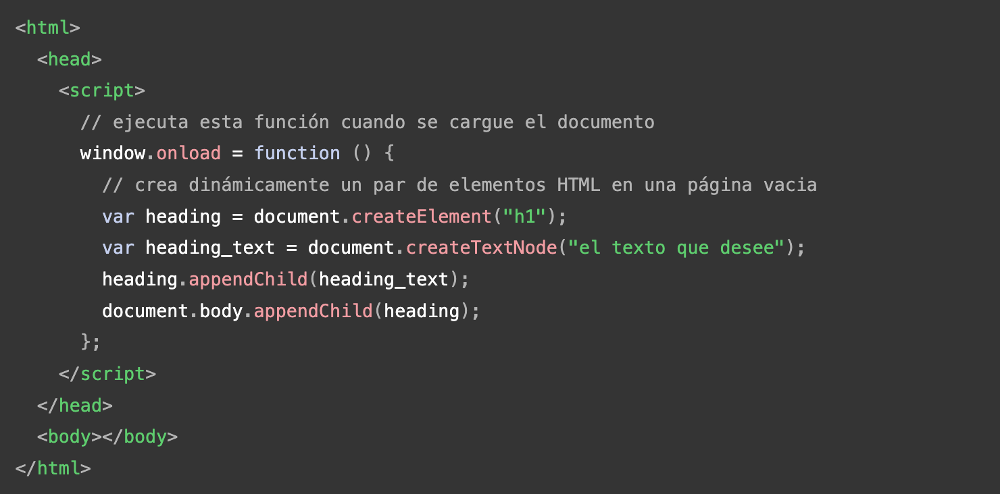 <html>
  <head>
    <script>
      // ejecuta esta función cuando se cargue el documento
      window.onload = function () {
        // crea dinámicamente un par de elementos HTML en una página vacia
        var heading = document.createElement("h1");
        var heading_text = document.createTextNode("el texto que desee");
        heading.appendChild(heading_text);
        document.body.appendChild(heading);
      };
    </script>
  </head>
  <body></body>
</html>